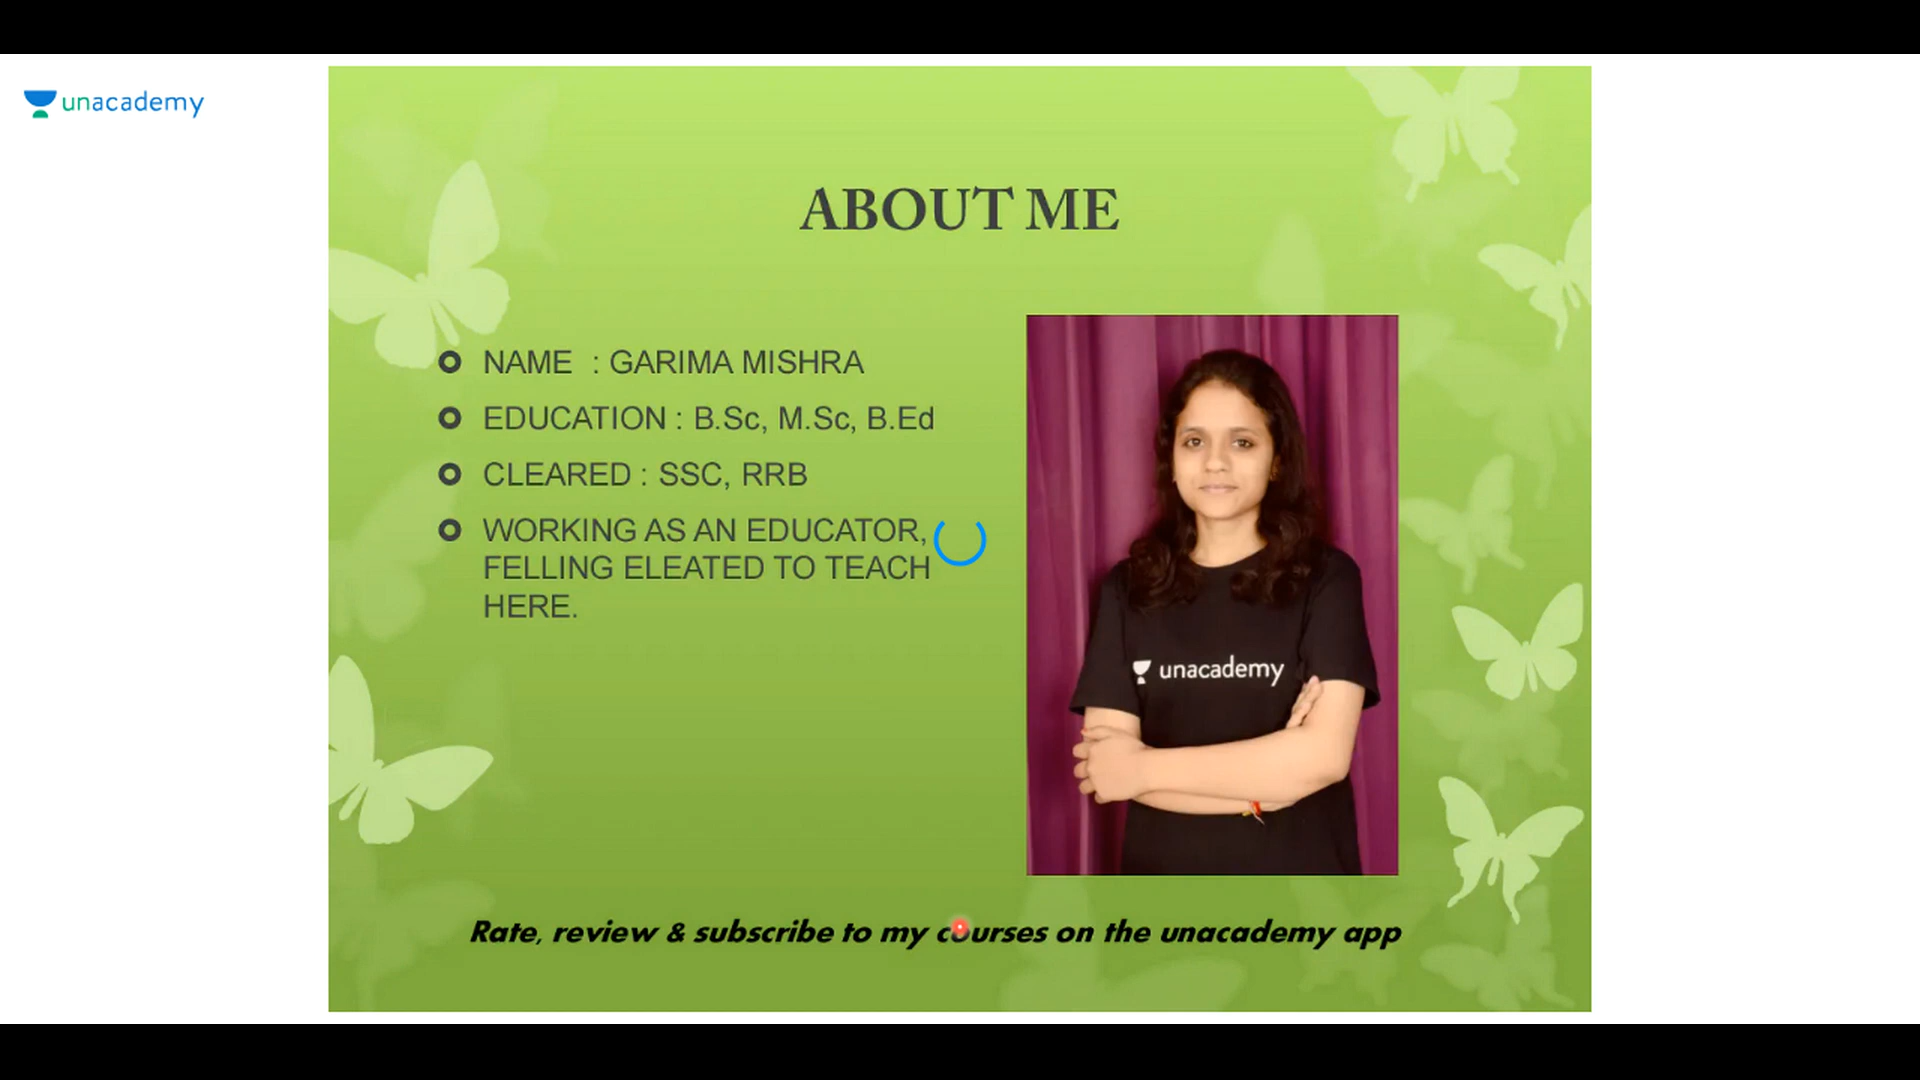 unacademy
ABOUT ME
NAME : GARIMA MISHRA
EDUCATION : B.Sc, M.Sc, B.Ed
CLEARED : SSC, RRB
WORKING AS AN EDUCATOR,
FELLING ELEATED TO TEACH
HERE.
unacademy
Rate, review & subscribe to my courses on the unacademy app